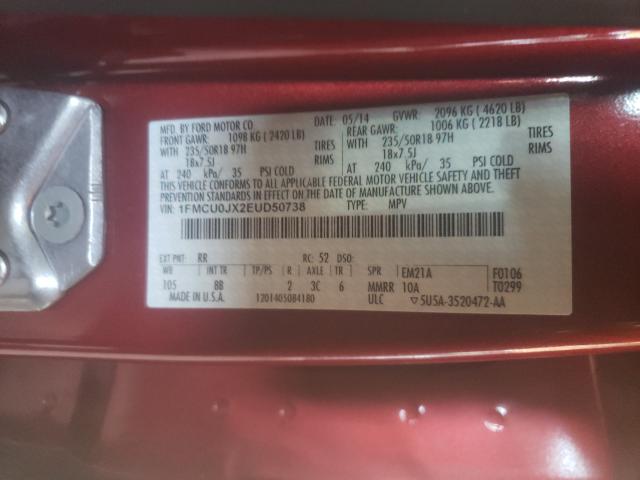 MFD. BY FORD MOTOR CO. DATE: 05/14 GVWR: 2096 KG ( 4620 LB)
FRONT GAWR: 1098 KG ( 2420 LB) REAR GAWR: 1006 KG ( 2218 LB)
WITH 235/50R18 97H TIRES WITH 235/50R18 97H TIRES
18x7.5J RIMS 18x7.5J RIMS
AT 240 kPa/ 35 PSI COLD AT 240 kPa/ 35 PSI COLD
THIS VEHICLE CONFORMS TO ALL APPLICABLE FEDERAL MOTOR VEHICLE SAFETY AND THEFT
PREVENTION STANDARDS IN EFFECT ON THE DATE OF MANUFACTURE SHOWN ABOVE.
VIN: 1FMCU0JX2EUD50738 TYPE: MPV
EXT PNT: RR RC: 52 DSO:
WB INT TR TP/PS R AXLE TR SPR EM21A F0106
105 8B 2 3C 6 MMRR 10A T0299
MADE IN U.S.A. 1201405084180 ULC 5U5A-3520472-AA